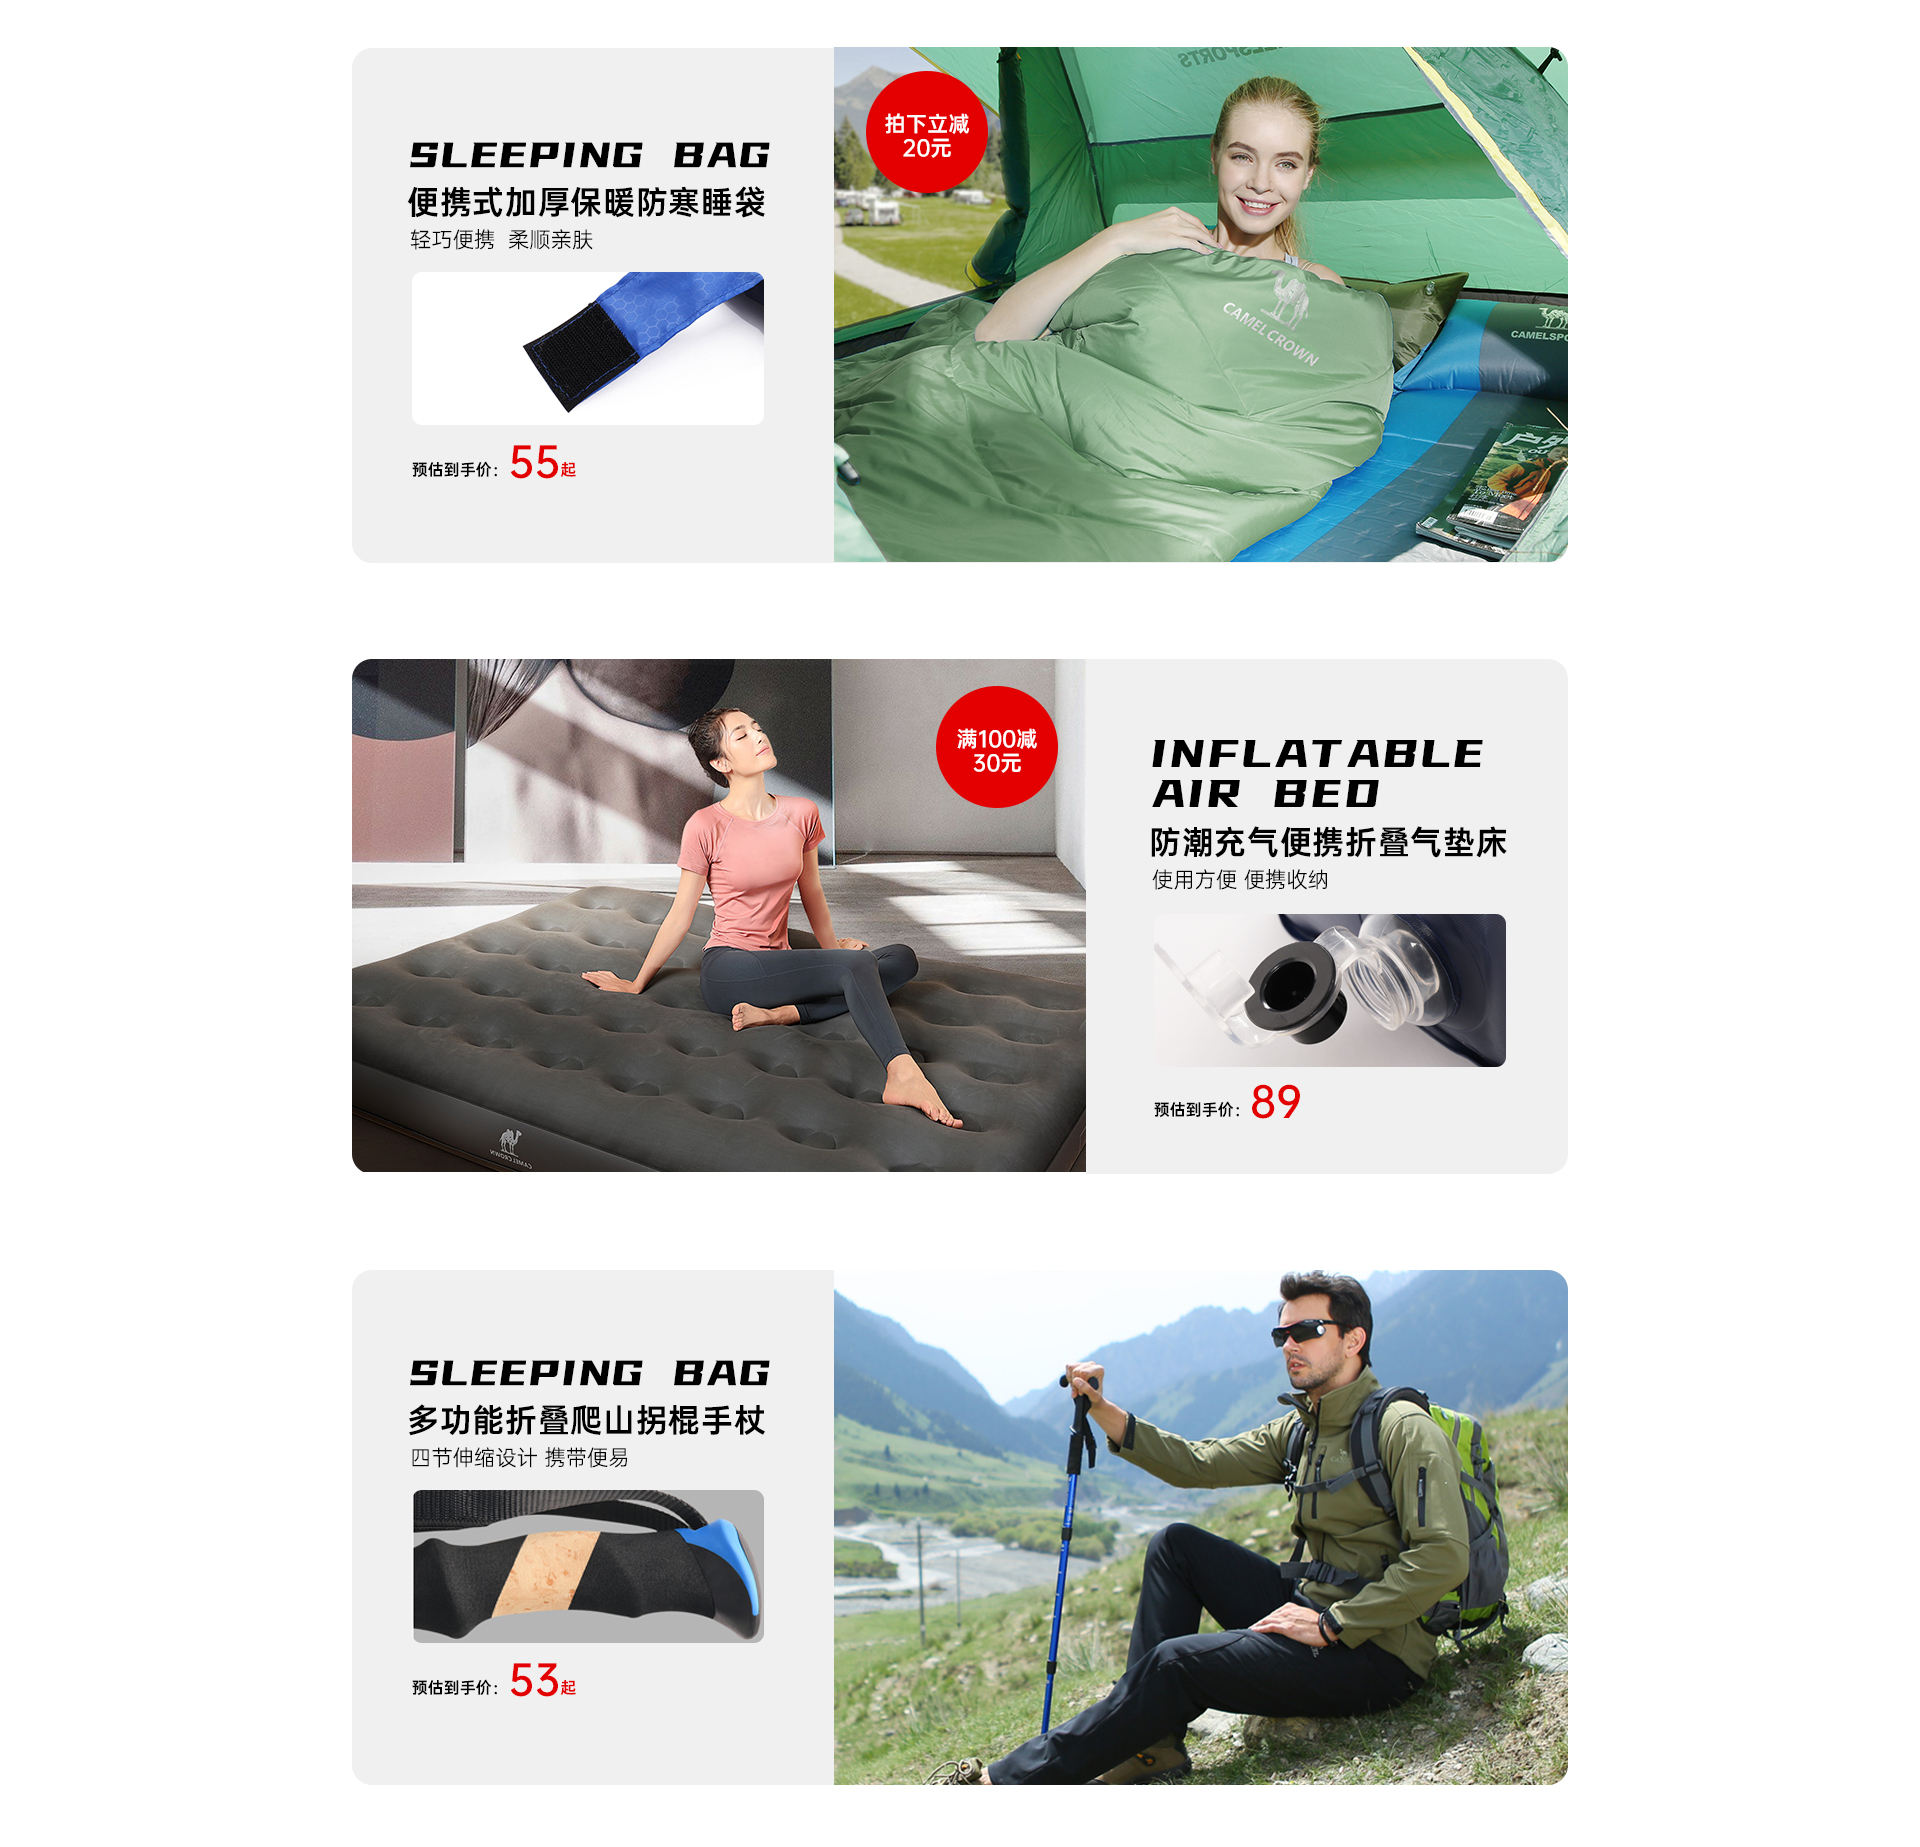 SLEEPING BAG
便携式加厚保暖防寒睡袋
轻巧便携 柔顺亲肤
预估到手价：55起
拍下立减
20元
CAMEL CROWN
CAMELSPO
户外
满100减
30元
CAMELCROWN
INFLATABLE
AIR BED
防潮充气便携折叠气垫床
使用方便 便携收纳
预估到手价：89
SLEEPING BAG
多功能折叠爬山拐棍手杖
四节伸缩设计 携带便易
预估到手价：53起